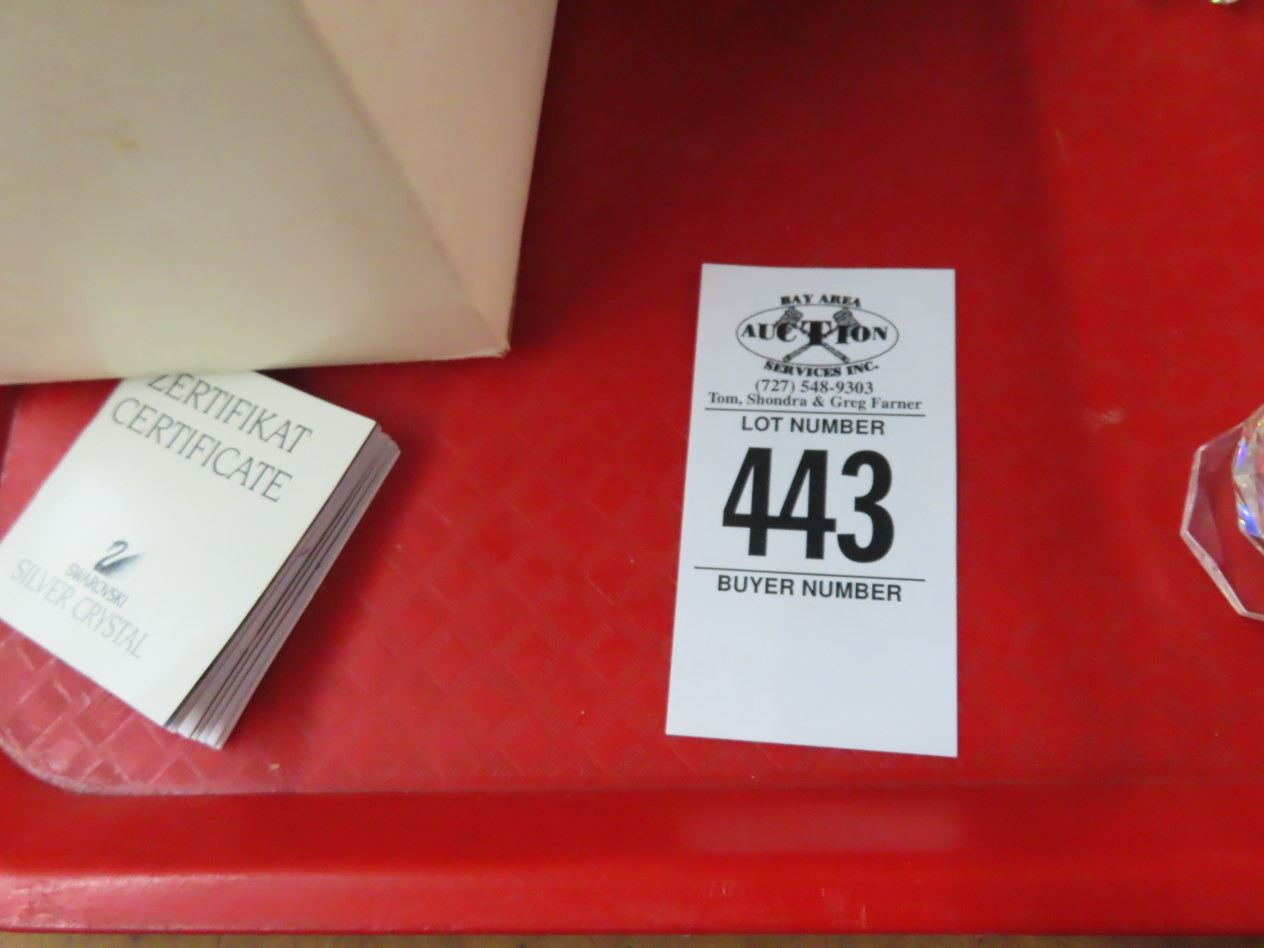 ZERTIFIKAT
CERTIFICATE
SWAROVSKI
SILVER CRYSTAL
BAY AREA
AUCTION
SERVICES INC.
(727) 548-9303
Tom, Shondra & Greg Farner
LOT NUMBER
443
BUYER NUMBER